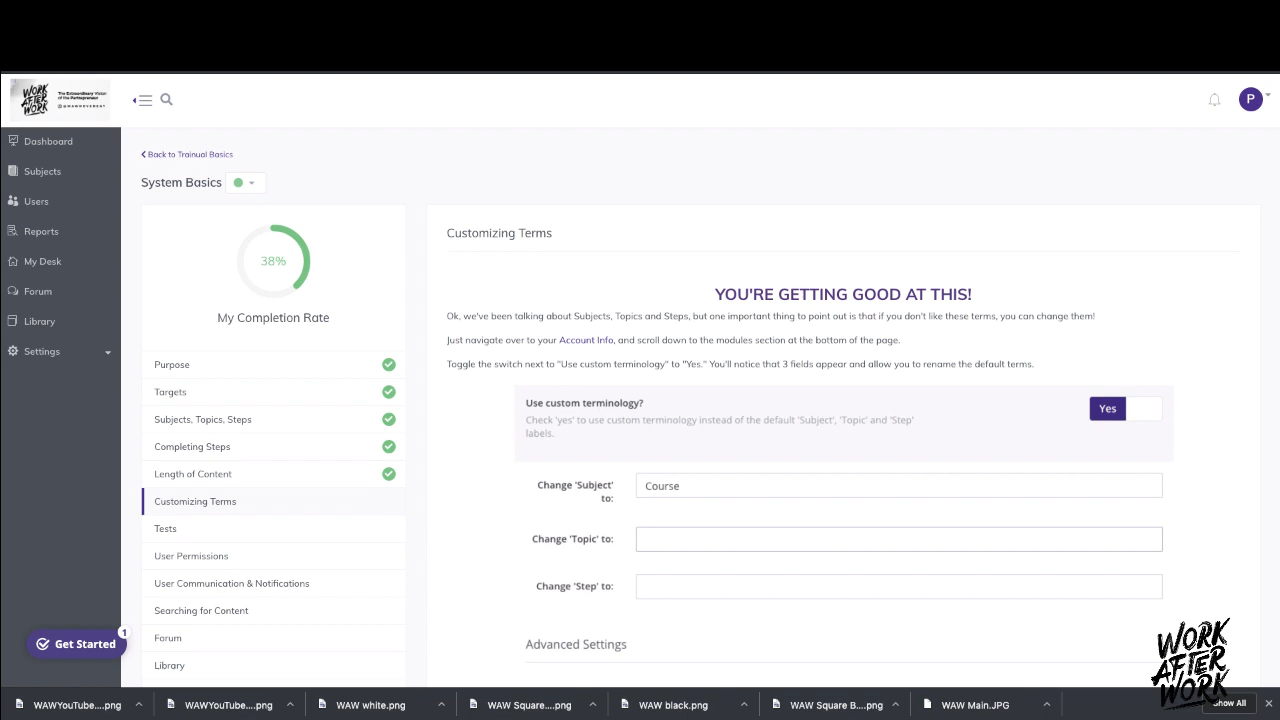 WORK
AFTER
WORK
The Extraordinary Vision
of the Partrepreneur
@WAWMOVEMENT
P
Dashboard
Subjects
Users
Reports
My Desk
Forum
Library
Settings
Get Started
1
Back to Trainual Basics
System Basics
38%
My Completion Rate
Purpose
Targets
Subjects, Topics, Steps
Completing Steps
Length of Content
Customizing Terms
Tests
User Permissions
User Communication & Notifications
Searching for Content
Forum
Library
Customizing Terms
YOU'RE GETTING GOOD AT THIS!
Ok, we've been talking about Subjects, Topics and Steps, but one important thing to point out is that if you don't like these terms, you can change them!
Just navigate over to your Account Info, and scroll down to the modules section at the bottom of the page.
Toggle the switch next to "Use custom terminology" to "Yes." You'll notice that 3 fields appear and allow you to rename the default terms.
Use custom terminology?
Yes
Check 'yes' to use custom terminology instead of the default 'Subject', 'Topic' and 'Step'
labels.
Change 'Subject'
to:
Course
Change 'Topic' to:
Change 'Step' to:
Advanced Settings
WORK
AFTER
WORK
WAWYouTube....png
WAWYouTube....png
WAW white.png
WAW Square....png
WAW black.png
WAW Square B....png
WAW Main.JPG
Show All